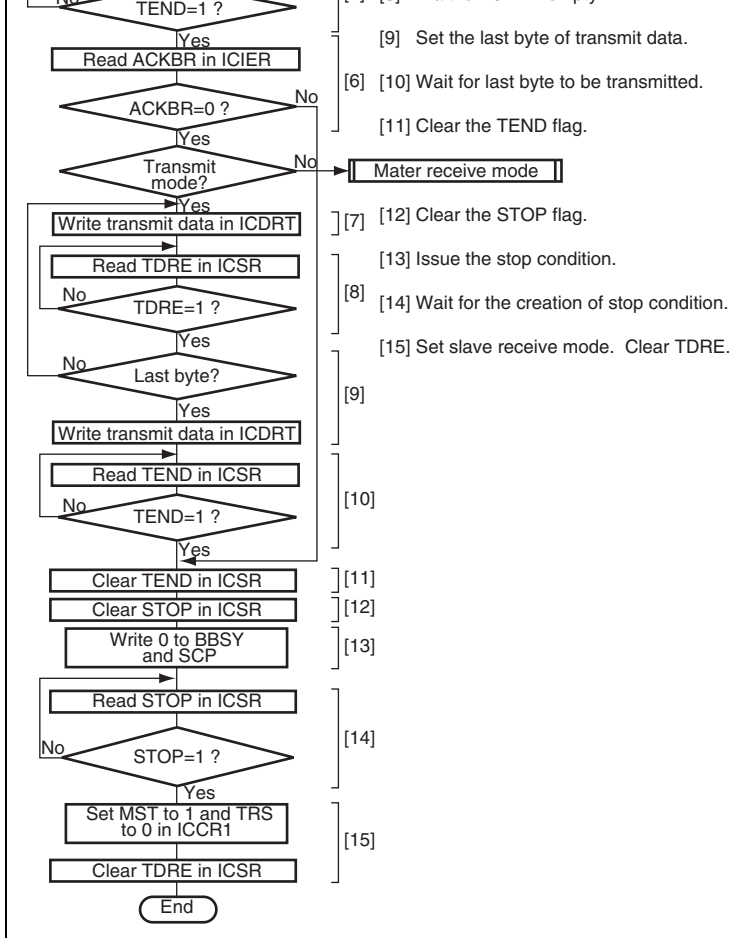 No
TEND=1 ?
Yes
[9] Set the last byte of transmit data.
Read ACKBR in ICIER
[6]
[10] Wait for last byte to be transmitted.
No
ACKBR=0 ?
[11] Clear the TEND flag.
Yes
Transmit
mode?
No
Mater receive mode
Yes
Write transmit data in ICDRT
[7]
[12] Clear the STOP flag.
Read TDRE in ICSR
[13] Issue the stop condition.
[8]
No
TDRE=1 ?
[14] Wait for the creation of stop condition.
Yes
[15] Set slave receive mode. Clear TDRE.
No
Last byte?
[9]
Yes
Write transmit data in ICDRT
Read TEND in ICSR
[10]
No
TEND=1 ?
Yes
Clear TEND in ICSR
[11]
Clear STOP in ICSR
[12]
Write 0 to BBSY
and SCP
[13]
Read STOP in ICSR
[14]
No
STOP=1 ?
Yes
Set MST to 1 and TRS
to 0 in ICCR1
[15]
Clear TDRE in ICSR
End